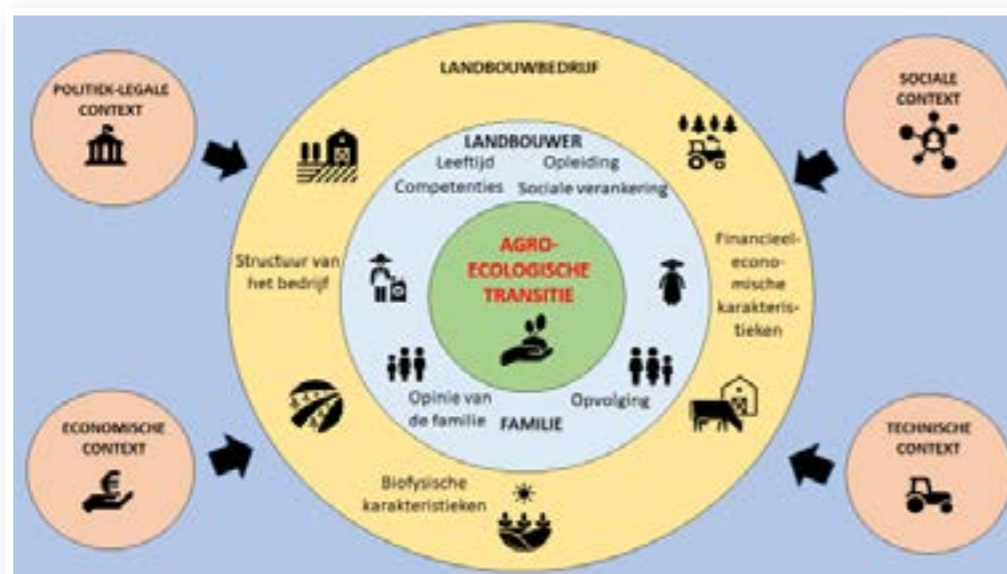 POLITIEK-LEGALE
CONTEXT
LANDBOUWBEDRIJF
SOCIALE
CONTEXT
LANDBOUWER
Leeftijd
Opleiding
Competenties
Sociale verankering
AGRO-
ECOLOGISCHE
TRANSITIE
Structuur van
het bedrijf
Financieel-
econo-
mische
karakteris-
tieken
Opinie van
de familie
Opvolging
FAMILIE
ECONOMISCHE
CONTEXT
€
TECHNISCHE
CONTEXT
Biofysische
karakteristieken